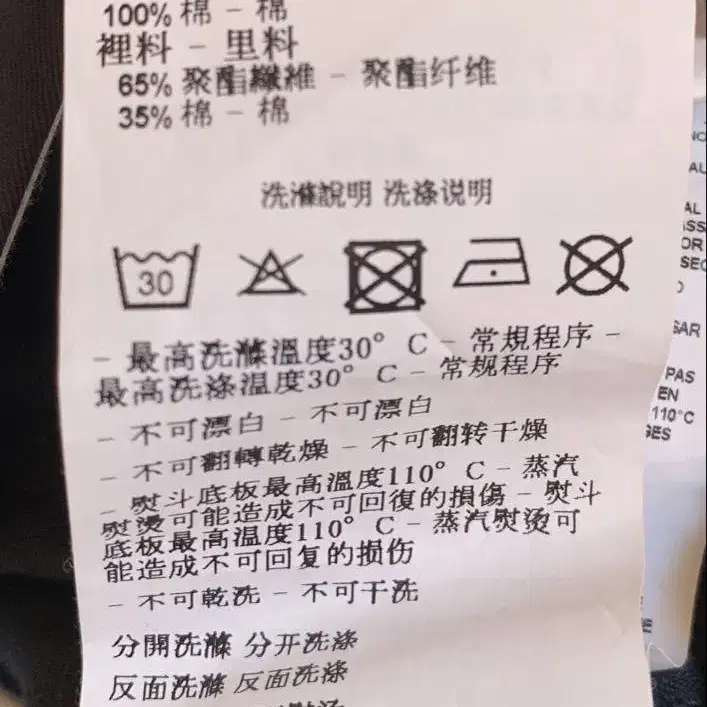 100% 棉 - 棉
裡料 - 里料
65% 聚酯纖維 - 聚酯纤维
35% 棉 - 棉
洗滌說明 洗涤说明
30
- 最高洗滌溫度30° C - 常規程序 -
最高洗涤温度30° C - 常规程序
- 不可漂白 - 不可漂白
- 不可翻轉乾燥 - 不可翻转干燥
- 熨斗底板最高溫度110° C - 蒸汽
熨燙可能造成不可回復的損傷 - 熨斗
底板最高温度110° C - 蒸汽熨烫可
能造成不可回复的损伤
- 不可乾洗 - 不可干洗
分開洗滌 分开洗涤
反面洗滌 反面洗涤
AL
OR
SEC
SAR
PAS
EN
110°C